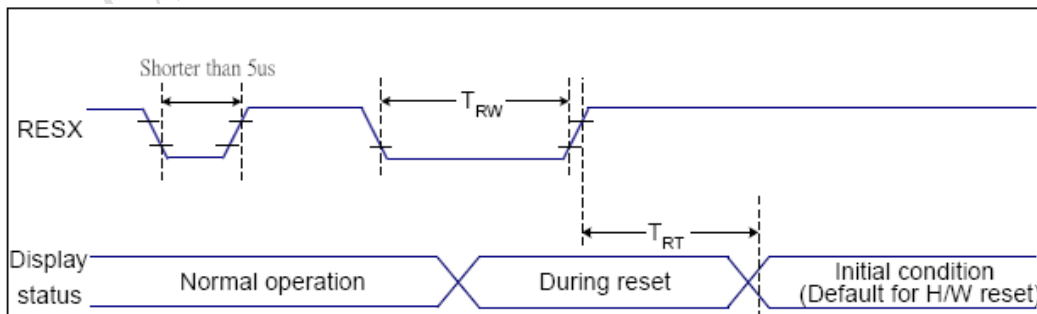 Shorter than 5us
RESX
TRW
TRT
Display status
Normal operation
During reset
Initial condition
(Default for H/W reset)